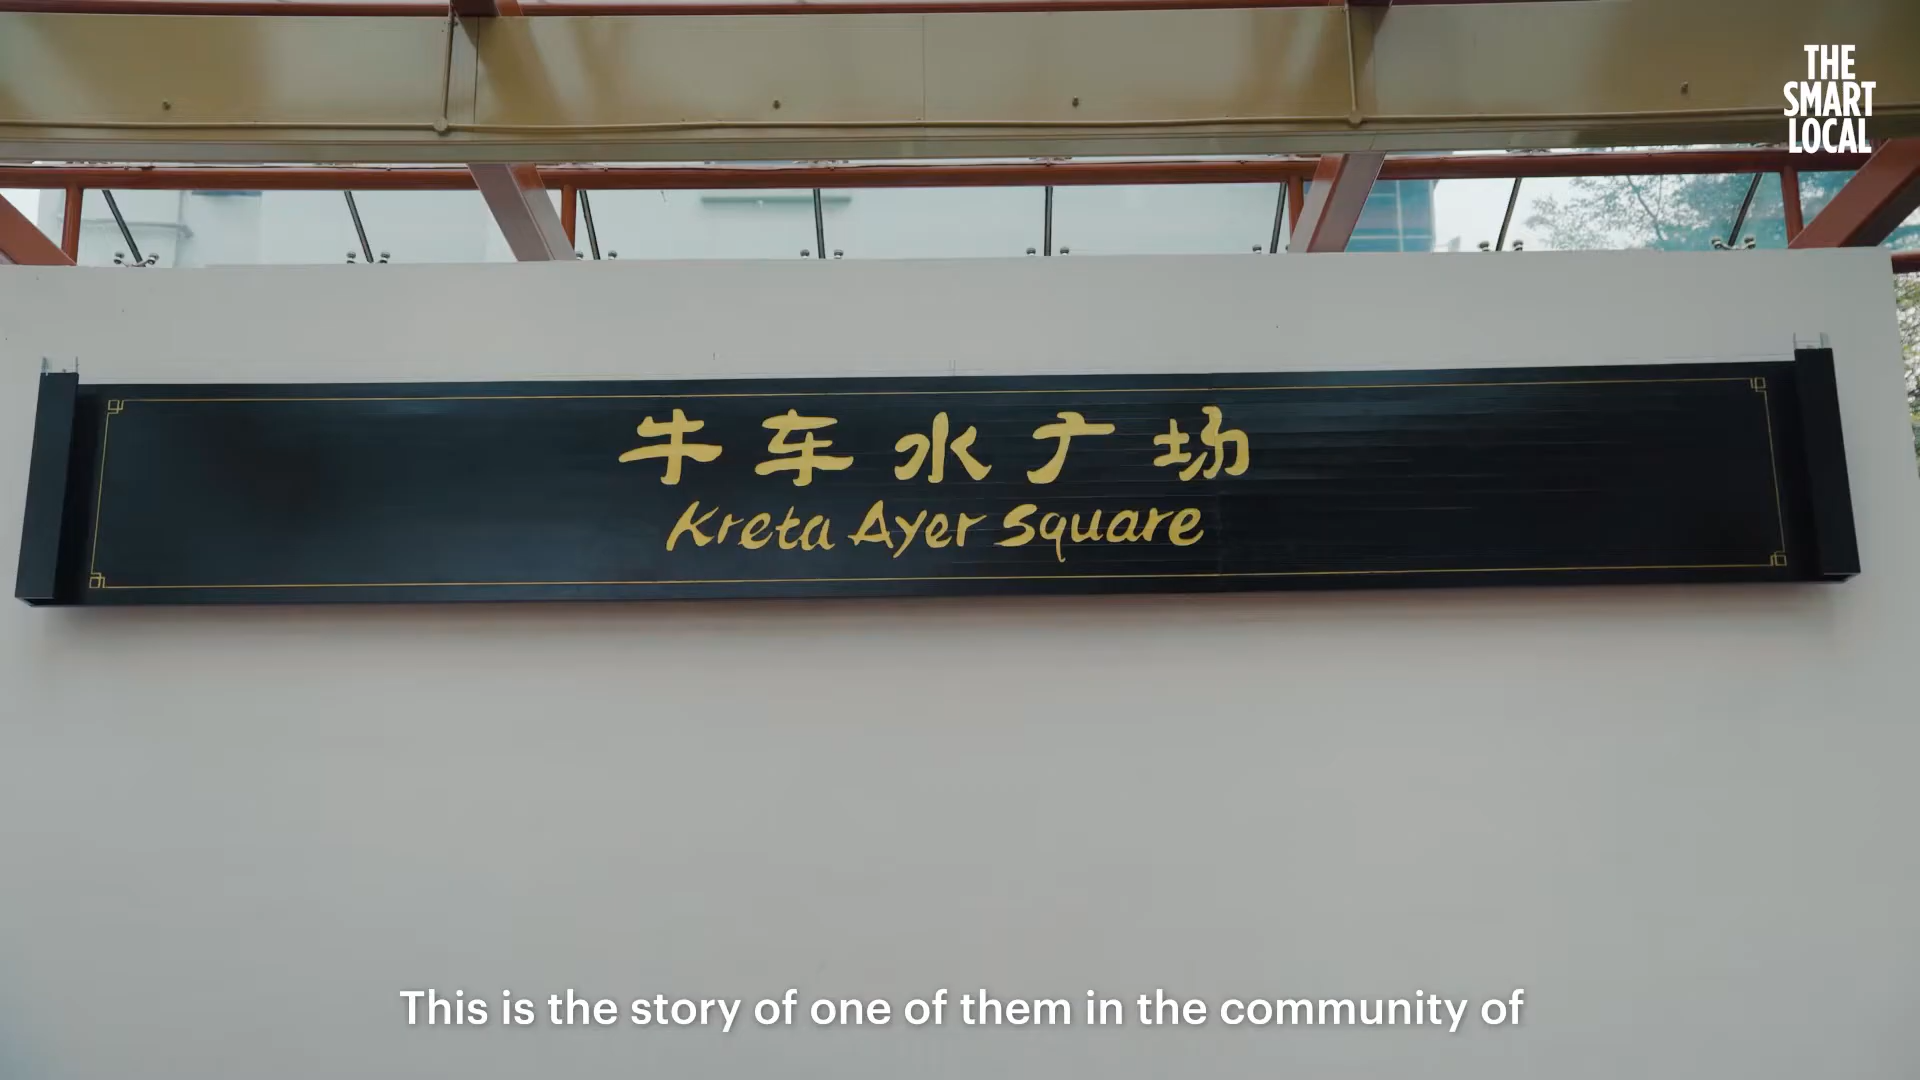 THE
SMART
LOCAL
牛车水广场
Kreta Ayer Square
This is the story of one of them in the community of